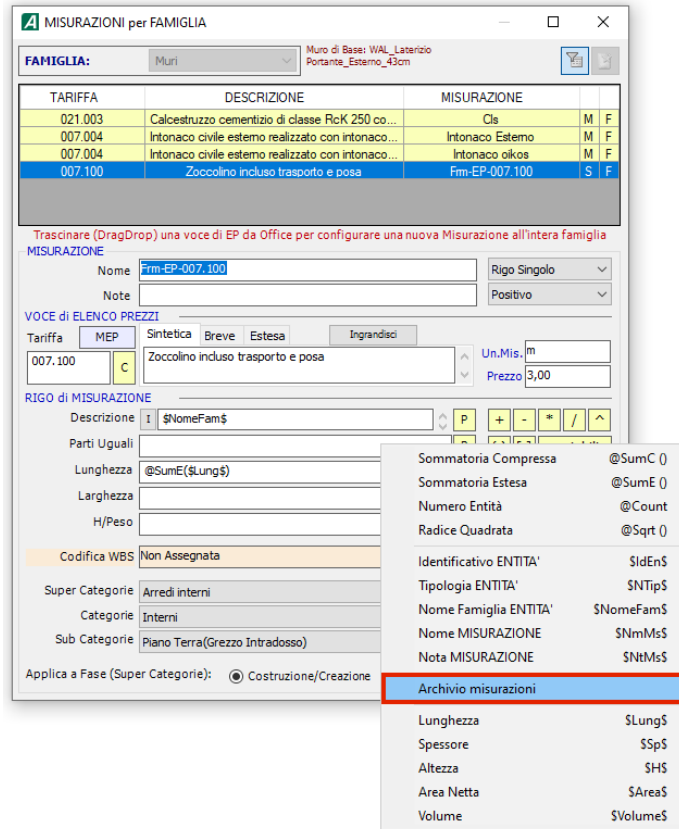 MISURAZIONI per FAMIGLIA
FAMIGLIA: Muri Muro di Base: WAL_Laterizio
Portante_Esterno_43cm
TARIFFA DESCRIZIONE MISURAZIONE
021.003 Calcestruzzo cementizio di classe RcK 250 co... Cls M F
007.004 Intonaco civile esterno realizzato con intonaco... Intonaco Esterno M F
007.004 Intonaco civile esterno realizzato con intonaco... Intonaco oikos M F
007.100 Zoccolino incluso trasporto e posa Frm-EP-007.100 S F
Trascinare (DragDrop) una voce di EP da Office per configurare una nuova Misurazione all'intera famiglia
MISURAZIONE
Nome Frm-EP-007.100 Rigo Singolo
Note Positivo
VOCE di ELENCO PREZZI
Tariffa MEP Sintetica Breve Estesa Ingrandisci
007.100 C Zoccolino incluso trasporto e posa Un.Mis. m
Prezzo 3,00
RIGO di MISURAZIONE
Descrizione I $NomeFam$ P + - * / ^
Parti Uguali
Lunghezza @SumE($Lung$)
Larghezza
H/Peso
Codifica WBS Non Assegnata
Super Categorie Arredi interni
Categorie Interni
Sub Categorie Piano Terra(Grezzo Intradosso)
Applica a Fase (Super Categorie): Costruzione/Creazione
Sommatoria Compressa @SumC ()
Sommatoria Estesa @SumE ()
Numero Entità @Count
Radice Quadrata @Sqrt ()
Identificativo ENTITA' $IdEn$
Tipologia ENTITA' $NTip$
Nome Famiglia ENTITA' $NomeFam$
Nome MISURAZIONE $NmMs$
Nota MISURAZIONE $NtMs$
Archivio misurazioni
Lunghezza $Lung$
Spessore $Sp$
Altezza $H$
Area Netta $Area$
Volume $Volume$